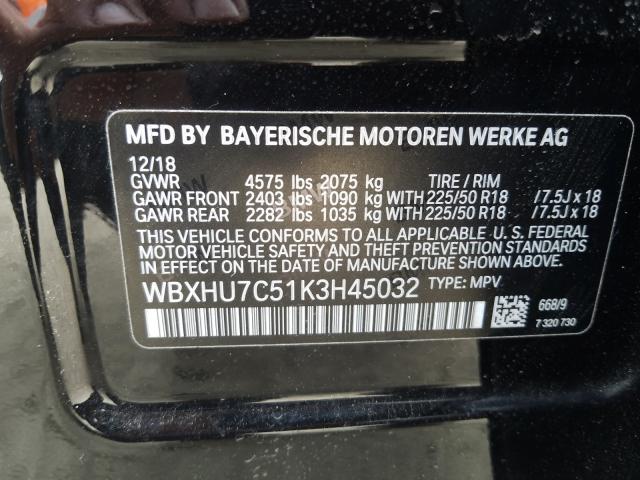 MFD BY BAYERISCHE MOTOREN WERKE AG
12/18
GVWR 4575 lbs 2075 kg TIRE / RIM
GAWR FRONT 2403 lbs 1090 kg WITH 225/50 R18 /7.5J x 18
GAWR REAR 2282 lbs 1035 kg WITH 225/50 R18 /7.5J x 18
THIS VEHICLE CONFORMS TO ALL APPLICABLE U. S. FEDERAL
MOTOR VEHICLE SAFETY AND THEFT PREVENTION STANDARDS
IN EFFECT ON THE DATE OF MANUFACTURE SHOWN ABOVE.
WBXHU7C51K3H45032 TYPE: MPV
668/9
7 320 730